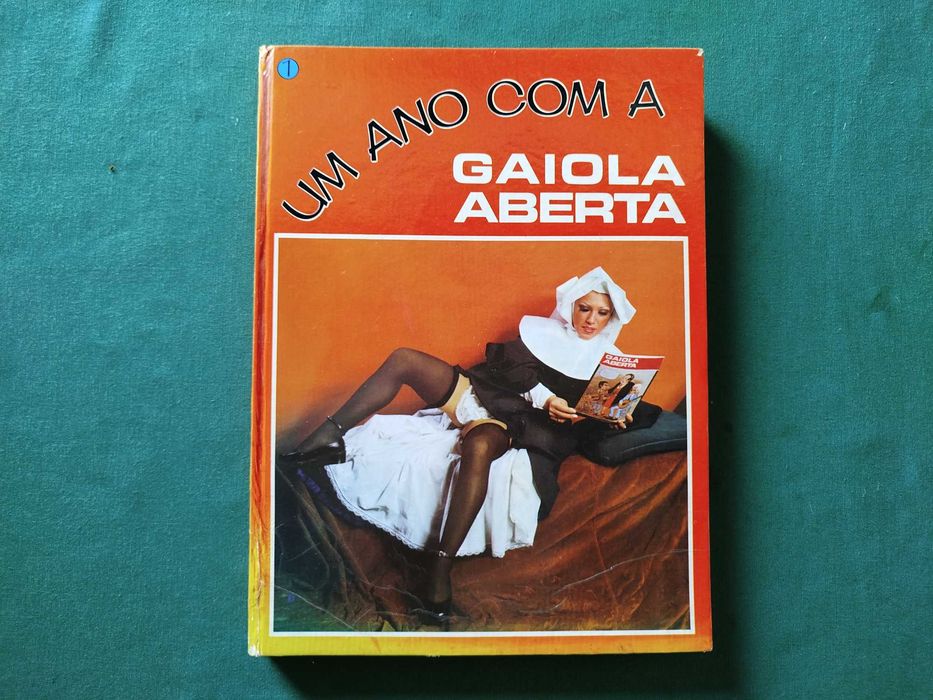 1
UM ANO COM A
GAIOLA
ABERTA
GAIOLA
ABERTA